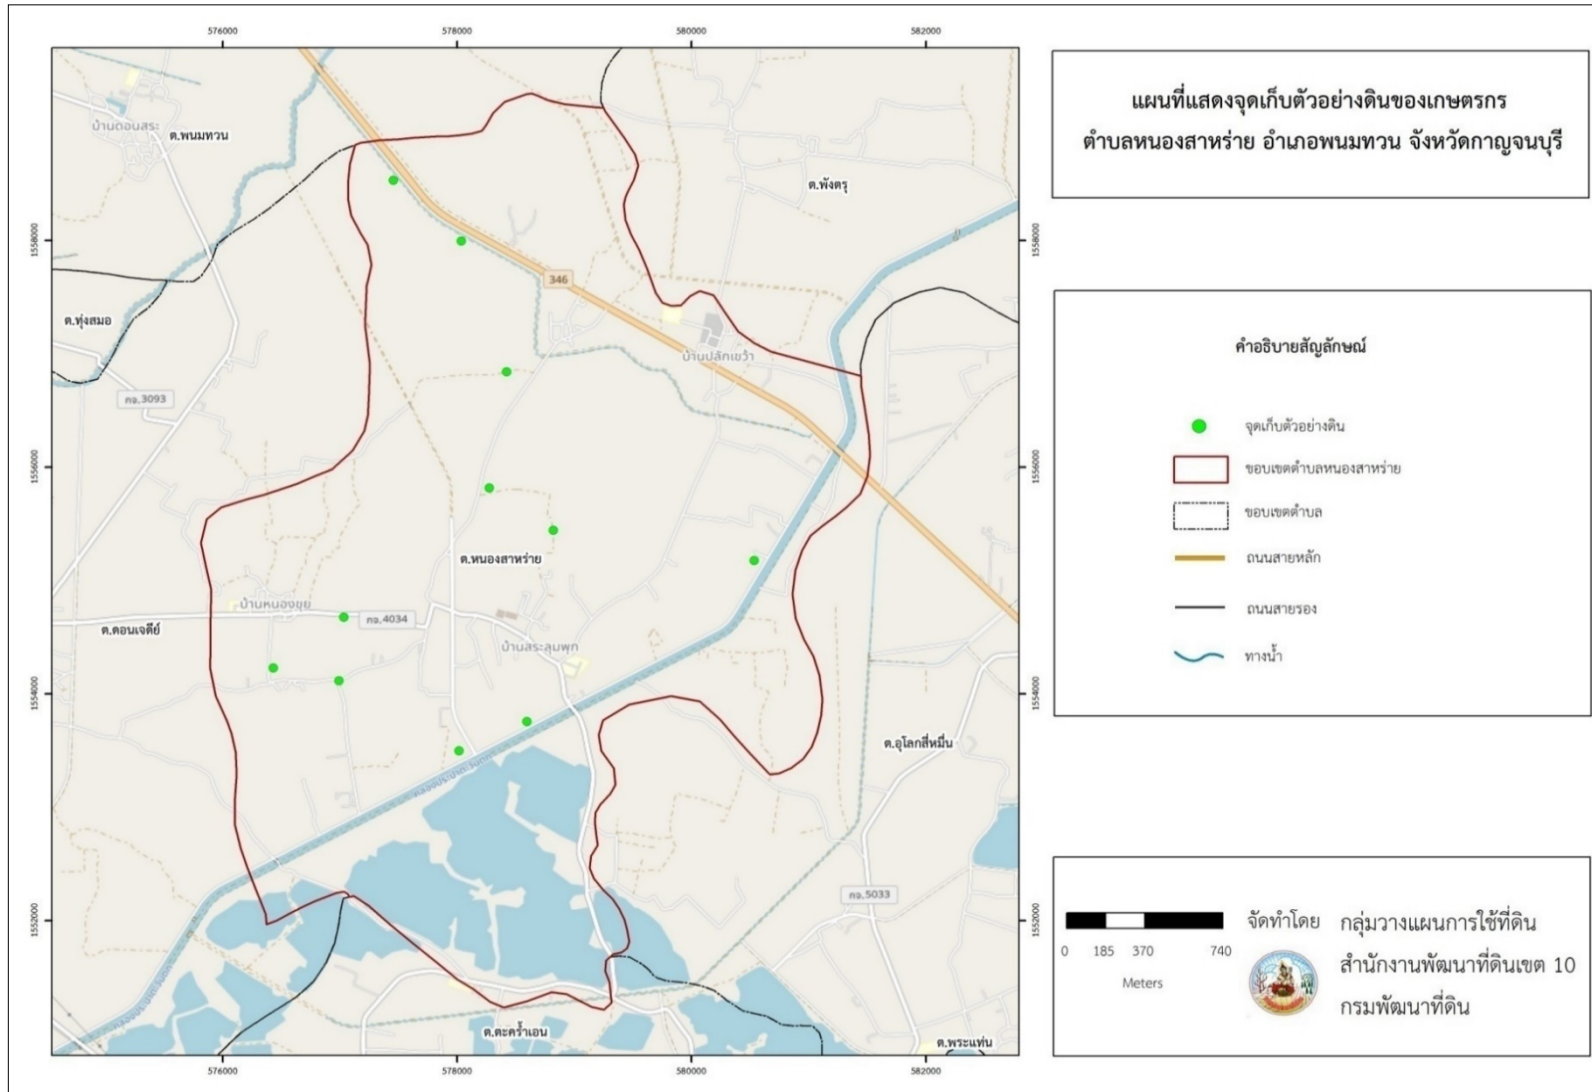 576000
578000
580000
582000
แผนที่แสดงจุดเก็บตัวอย่างดินของเกษตรกร
ตำบลหนองสาหร่าย อำเภอพนมทวน จังหวัดกาญจนบุรี
บ้านดอนสระ
ต.พนมทวน
ต.พังตรุ
1558000
1558000
346
ต.ทุ่งสมอ
บ้านปลักเขว้า
กจ.3093
1556000
1556000
คำอธิบายสัญลักษณ์
จุดเก็บตัวอย่างดิน
ขอบเขตตำบลหนองสาหร่าย
ขอบเขตตำบล
ถนนสายหลัก
ถนนสายรอง
ทางน้ำ
ต.หนองสาหร่าย
บ้านหนองขุย
กจ.4034
ต.ดอนเจดีย์
บ้านสระลุมพุก
1554000
1554000
ต.อุโลกสี่หมื่น
กจ.5033
1552000
1552000
ต.ตะคร้ำเอน
ต.พระแท่น
576000
578000
580000
582000
0 185 370 740
Meters
จัดทำโดย กลุ่มวางแผนการใช้ที่ดิน
สำนักงานพัฒนาที่ดินเขต 10
กรมพัฒนาที่ดิน